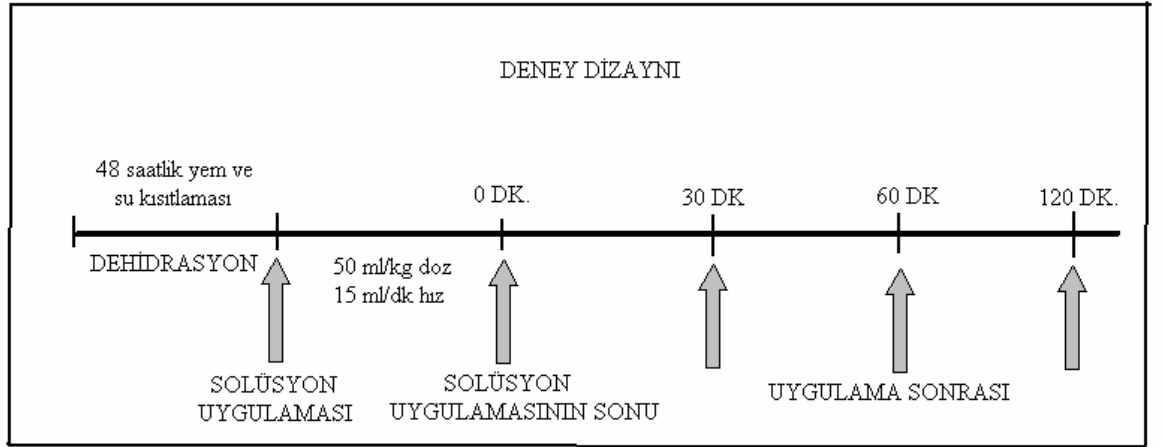 DENEY DİZAYNI
48 saatlik yem ve
su kısıtlaması
0 DK.
30 DK
60 DK
120 DK.
DEHİDRASYON
50 ml/kg doz
15 ml/dk hız
SOLÜSYON
UYGULAMASI
SOLÜSYON
UYGULAMASININ SONU
UYGULAMA SONRASI